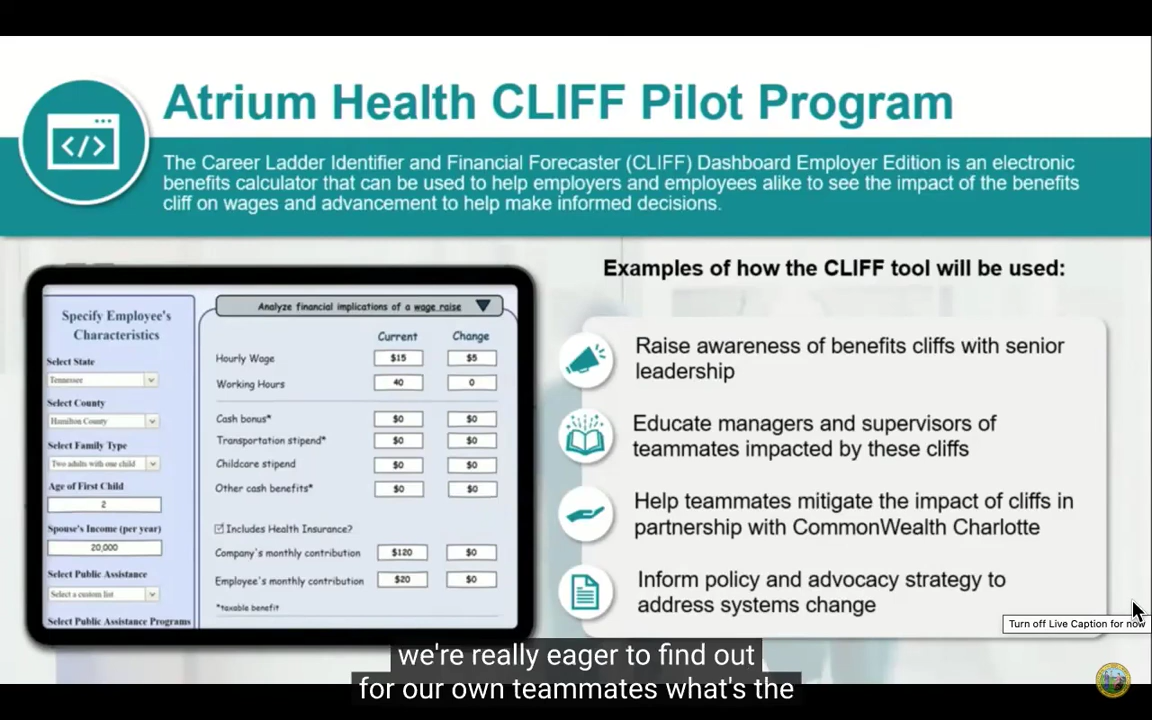 Atrium Health CLIFF Pilot Program
</>
The Career Ladder Identifier and Financial Forecaster (CLIFF) Dashboard Employer Edition is an electronic
benefits calculator that can be used to help employers and employees alike to see the impact of the benefits
cliff on wages and advancement to help make informed decisions.
Specify Employee's
Characteristics
Select State
Tennessee
Select County
Hamilton County
Select Family Type
Two adults with one child
Age of First Child
2
Spouse's Income (per year)
20,000
Select Public Assistance
Select a custom list
Select Public Assistance Programs
Analyze financial implications of a wage raise
Current Change
Hourly Wage $15 $5
Working Hours 40 0
Cash bonus* $0 $0
Transportation stipend* $0 $0
Childcare stipend $0 $0
Other cash benefits* $0 $0
Includes Health Insurance?
Company's monthly contribution $120 $0
Employee's monthly contribution $20 $0
*taxable benefit
Examples of how the CLIFF tool will be used:
Raise awareness of benefits cliffs with senior
leadership
Educate managers and supervisors of
teammates impacted by these cliffs
Help teammates mitigate the impact of cliffs in
partnership with CommonWealth Charlotte
Inform policy and advocacy strategy to
address systems change
Turn off Live Caption for now
we're really eager to find out
for our own teammates what's the